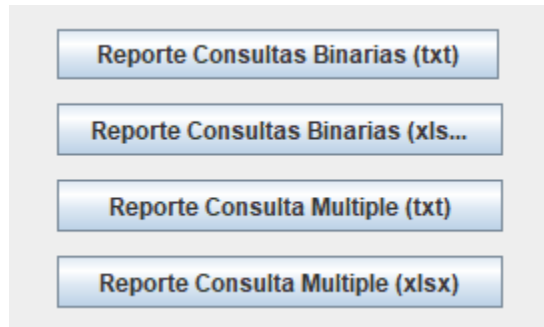 Reporte Consultas Binarias (txt)
Reporte Consultas Binarias (xls...
Reporte Consulta Multiple (txt)
Reporte Consulta Multiple (xlsx)